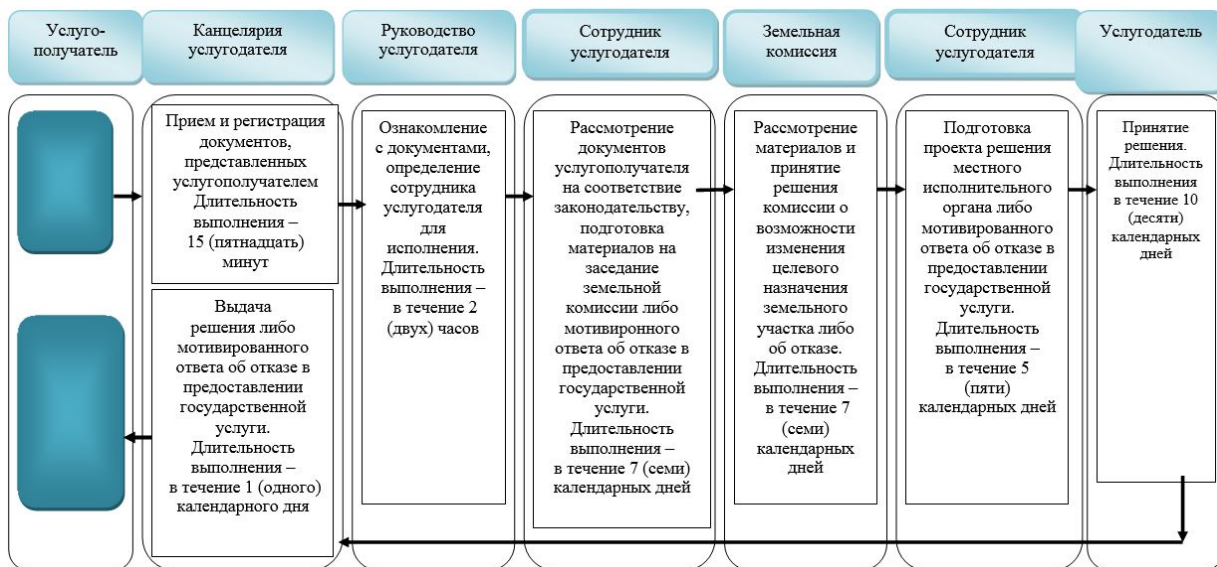 Услуго-
получатель
Канцелярия
услугодателя
Руководство
услугодателя
Сотрудник
услугодателя
Земельная
комиссия
Сотрудник
услугодателя
Услугодатель
Прием и регистрация
документов,
представленных
услугополучателем
Длительность
выполнения –
15 (пятнадцать)
минут
Выдача
решения либо
мотивированного
ответа об отказе в
предоставлении
государственной
услуги.
Длительность
выполнения –
в течение 1 (одного)
календарного дня
Ознакомление
с документами,
определение
сотрудника
услугодателя
для
исполнения.
Длительность
выполнения –
в течение 2
(двух) часов
Рассмотрение
документов
услугополучателя
на соответствие
законодательству,
подготовка
материалов на
заседание
земельной
комиссии либо
мотивиронного
ответа об отказе в
предоставлении
государственной
услуги.
Длительность
выполнения –
в течение 7 (семи)
календарных дней
Рассмотрение
материалов и
принятие
решения
комиссии о
возможности
изменения
целевого
назначения
земельного
участка либо
об отказе.
Длительность
выполнения –
в течение 7
(семи)
календарных
дней
Подготовка
проекта решения
местного
исполнительного
органа либо
мотивированного
ответа об отказе в
предоставлении
государственной
услуги.
Длительность
выполнения –
в течение 5
(пяти)
календарных дней
Принятие
решения.
Длительность
выполнения
в течение 10
(десяти)
календарных
дней